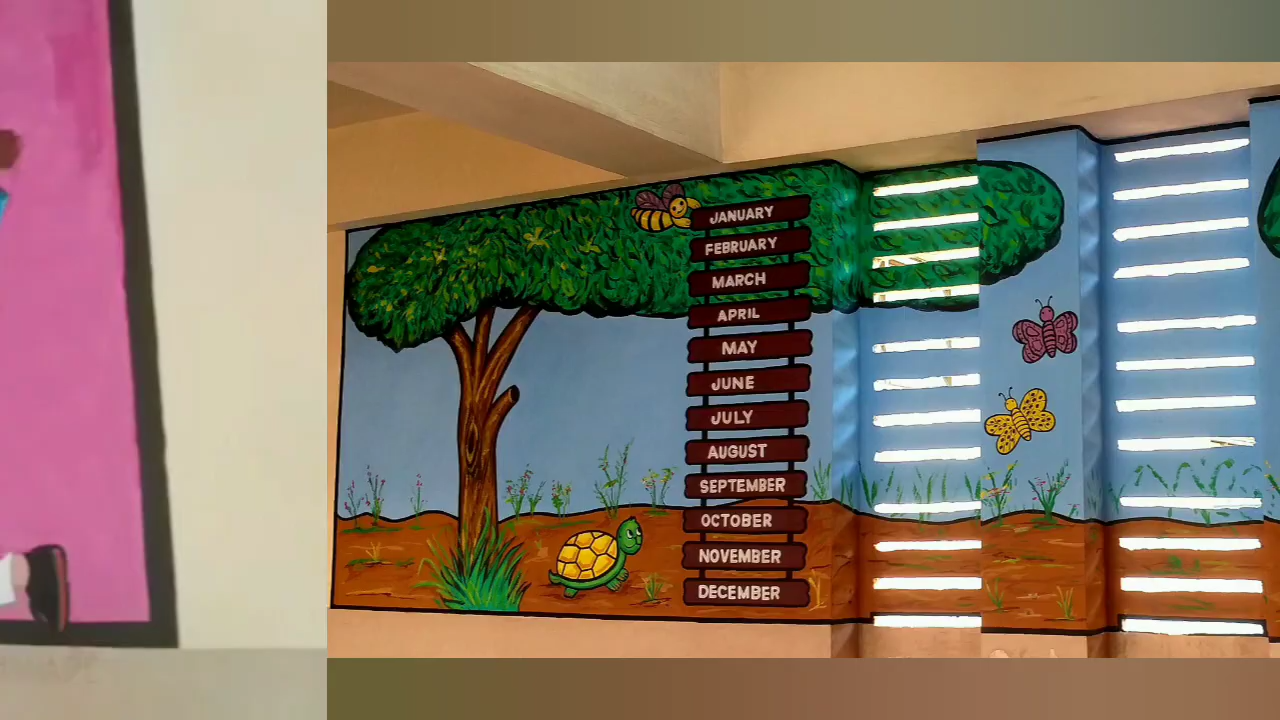 JANUARY
FEBRUARY
MARCH
APRIL
MAY
JUNE
JULY
AUGUST
SEPTEMBER
OCTOBER
NOVEMBER
DECEMBER